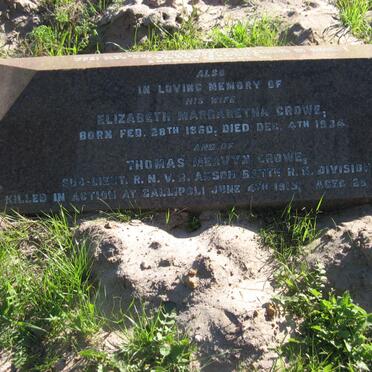 ALSO
IN LOVING MEMORY OF
HIS WIFE
ELIZABETH MARGARETHA CROWE,
BORN FEB. 28TH 1860. DIED DEC. 4TH 1934.
AND OF
THOMAS MERVYN CROWE,
SUB-LIEUT. R.N.V.R. ANSON BATTN R.N. DIVISION
KILLED IN ACTION AT GALLIPOLI JUNE 4TH 1915, AGED